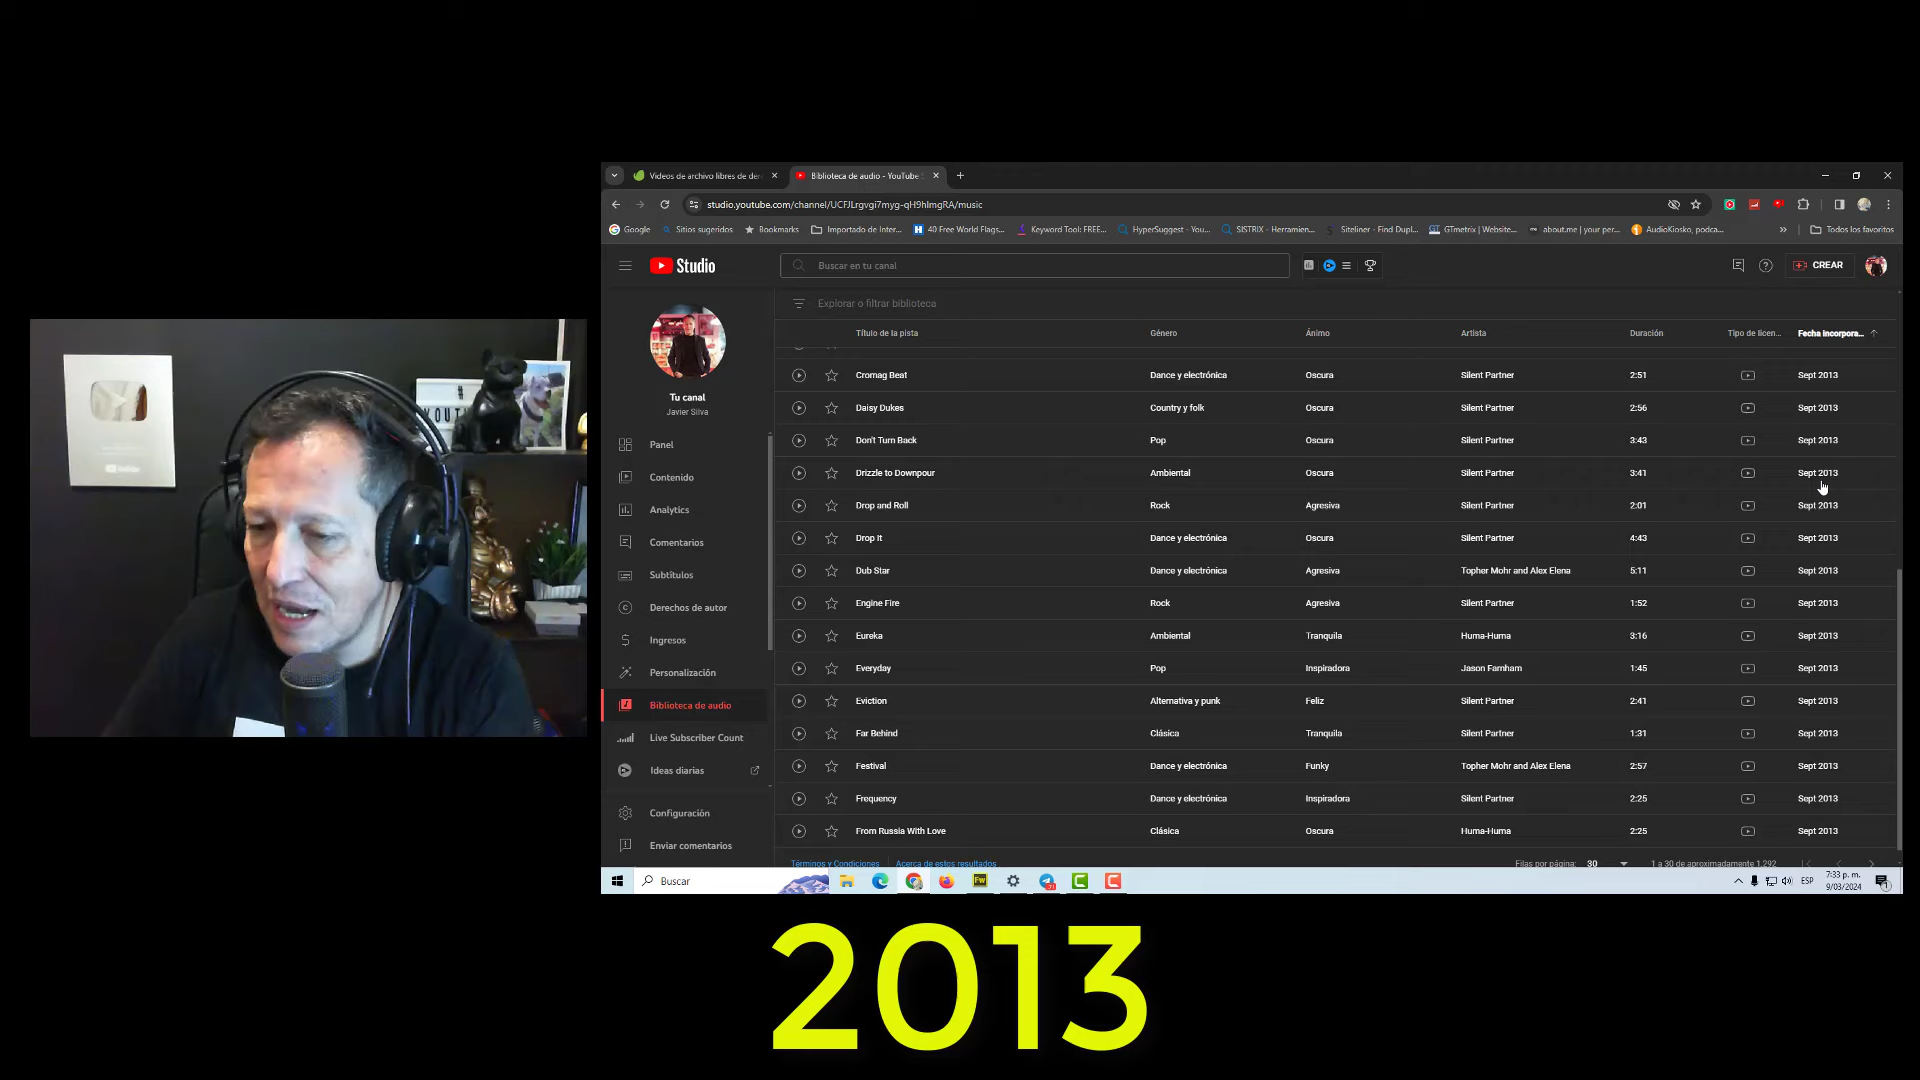 Videos de archivo libres de der
Biblioteca de audio - YouTube
studio.youtube.com/channel/UCFJLrgvgi7myg-qH9hImgRA/music
Google
Sitios sugeridos
Bookmarks
Importado de Inter...
40 Free World Flags...
Keyword Tool: FREE...
HyperSuggest - You...
SISTRIX - Herramien...
Siteliner - Find Dupl...
GTmetrix | Website...
about.me | your per...
AudioKiosko, podca...
»
Todos los favoritos
Studio
Buscar en tu canal
CREAR
Tu canal
Javier Silva
Panel
Contenido
Analytics
Comentarios
Subtítulos
Derechos de autor
Ingresos
Personalización
Biblioteca de audio
Live Subscriber Count
Ideas diarias
Configuración
Enviar comentarios
Explorar o filtrar biblioteca
Título de la pista Género Ánimo Artista Duración Tipo de licen... Fecha incorpora...
Cromag Beat Dance y electrónica Oscura Silent Partner 2:51 Sept 2013
Daisy Dukes Country y folk Oscura Silent Partner 2:56 Sept 2013
Don't Turn Back Pop Oscura Silent Partner 3:43 Sept 2013
Drizzle to Downpour Ambiental Oscura Silent Partner 3:41 Sept 2013
Drop and Roll Rock Agresiva Silent Partner 2:01 Sept 2013
Drop It Dance y electrónica Oscura Silent Partner 4:43 Sept 2013
Dub Star Dance y electrónica Agresiva Topher Mohr and Alex Elena 5:11 Sept 2013
Engine Fire Rock Agresiva Silent Partner 1:52 Sept 2013
Eureka Ambiental Tranquila Huma-Huma 3:16 Sept 2013
Everyday Pop Inspiradora Jason Farnham 1:45 Sept 2013
Eviction Alternativa y punk Feliz Silent Partner 2:41 Sept 2013
Far Behind Clásica Tranquila Silent Partner 1:31 Sept 2013
Festival Dance y electrónica Funky Topher Mohr and Alex Elena 2:57 Sept 2013
Frequency Dance y electrónica Inspiradora Silent Partner 2:25 Sept 2013
From Russia With Love Clásica Oscura Huma-Huma 2:25 Sept 2013
Términos y Condiciones Acerca de estos resultados Filas por página: 30 1 a 30 de aproximadamente 1.292
Buscar
Fw
ESP
7:33 p. m.
9/03/2024
2013